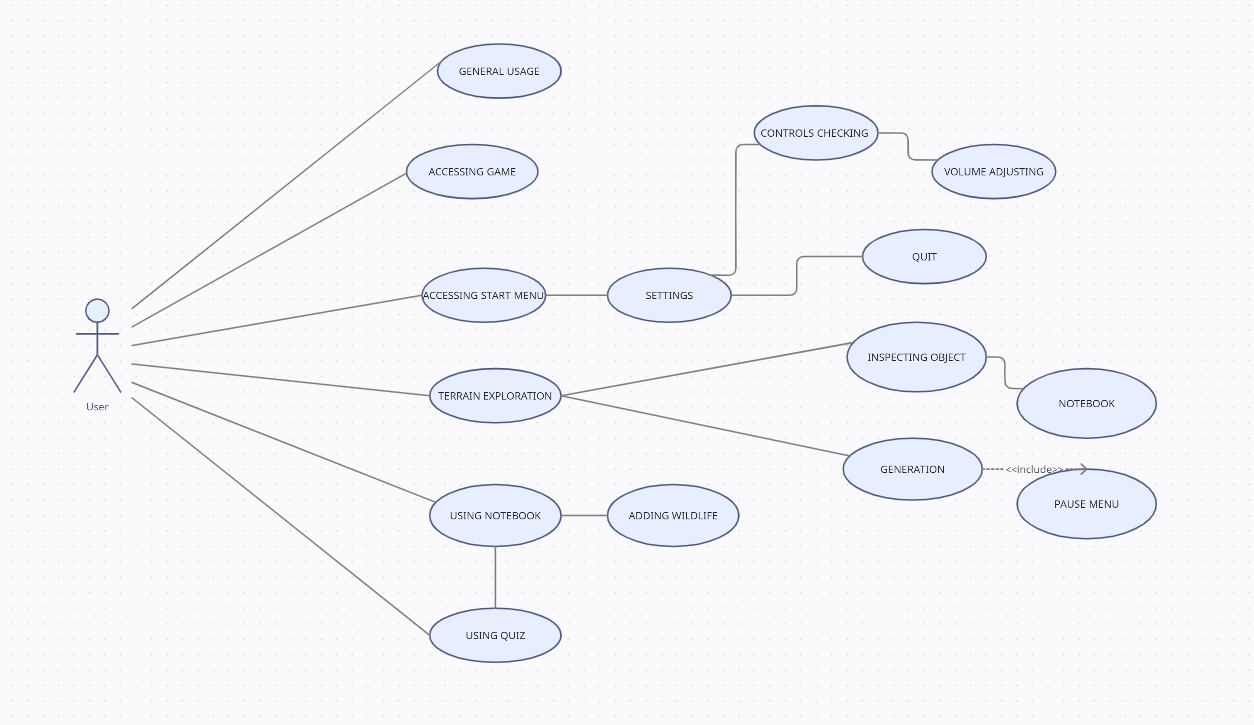 GENERAL USAGE
CONTROLS CHECKING
ACCESSING GAME
VOLUME ADJUSTING
QUIT
ACCESSING START MENU
SETTINGS
INSPECTING OBJECT
TERRAIN EXPLORATION
NOTEBOOK
User
GENERATION
<<include>>
PAUSE MENU
USING NOTEBOOK
ADDING WILDLIFE
USING QUIZ